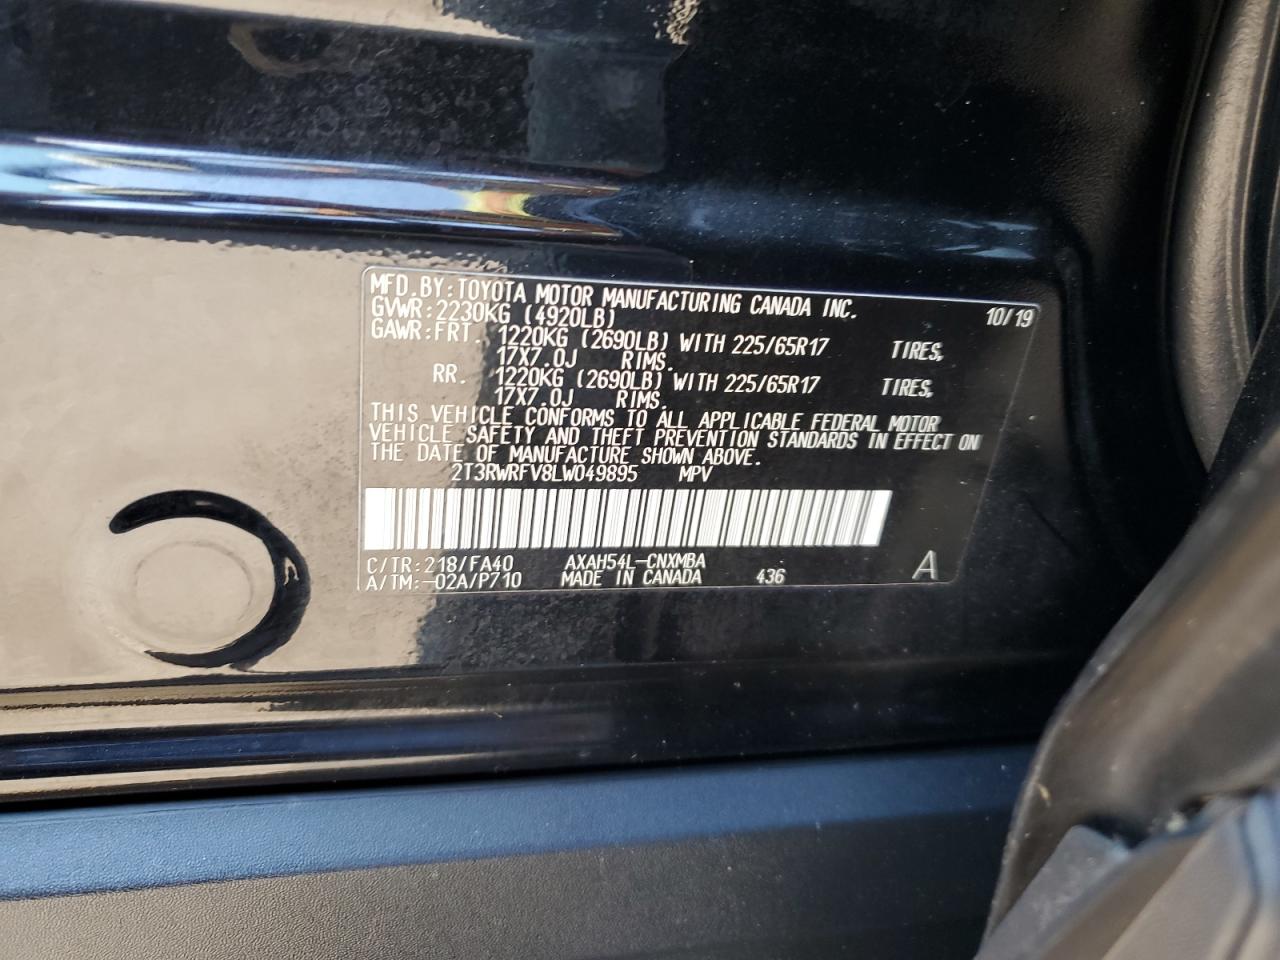 MFD.BY:TOYOTA MOTOR MANUFACTURING CANADA INC. 10/19
GVWR:2230KG (4920LB)
GAWR:FRT. 1220KG (2690LB) WITH 225/65R17 TIRES,
17X7.0J RIMS.
RR. 1220KG (2690LB) WITH 225/65R17 TIRES,
17X7.0J RIMS.
THIS VEHICLE CONFORMS TO ALL APPLICABLE FEDERAL MOTOR
VEHICLE SAFETY AND THEFT PREVENTION STANDARDS IN EFFECT ON
THE DATE OF MANUFACTURE SHOWN ABOVE.
2T3RWRFV8LW049895 MPV
C/TR:218/FA40 AXAH54L-CNXMBA
A/TM:-02A/P710 MADE IN CANADA 436 A